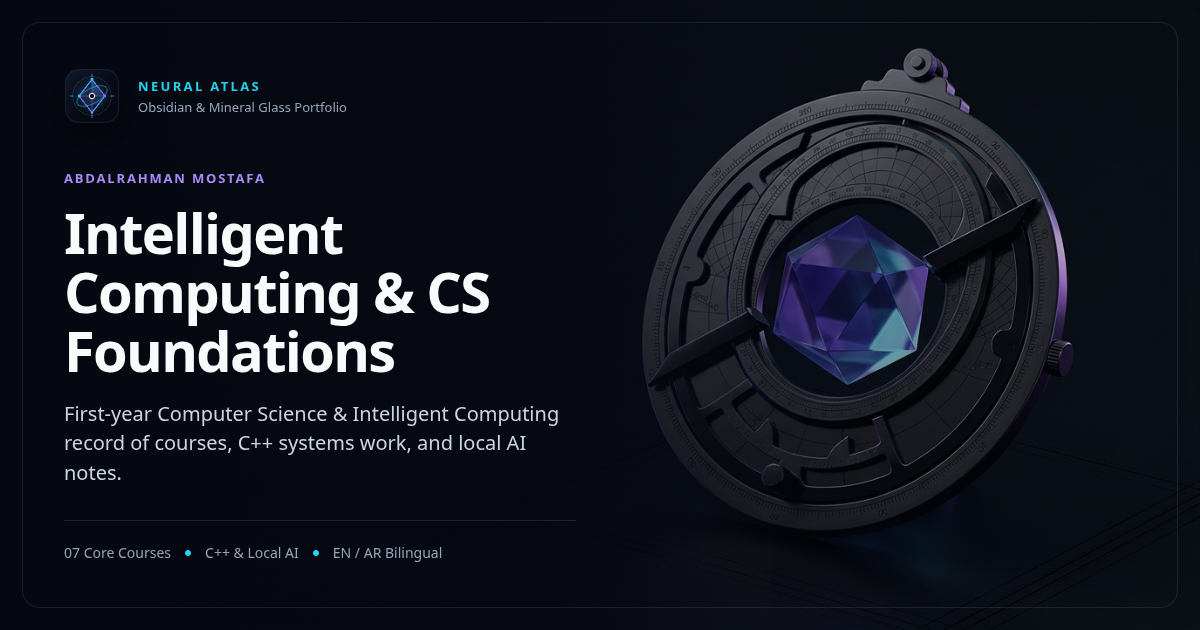 NEURAL ATLAS
Obsidian & Mineral Glass Portfolio
ABDALRAHMAN MOSTAFA
Intelligent
Computing & CS
Foundations
First-year Computer Science & Intelligent Computing
record of courses, C++ systems work, and local AI
notes.
07 Core Courses • C++ & Local AI • EN / AR Bilingual